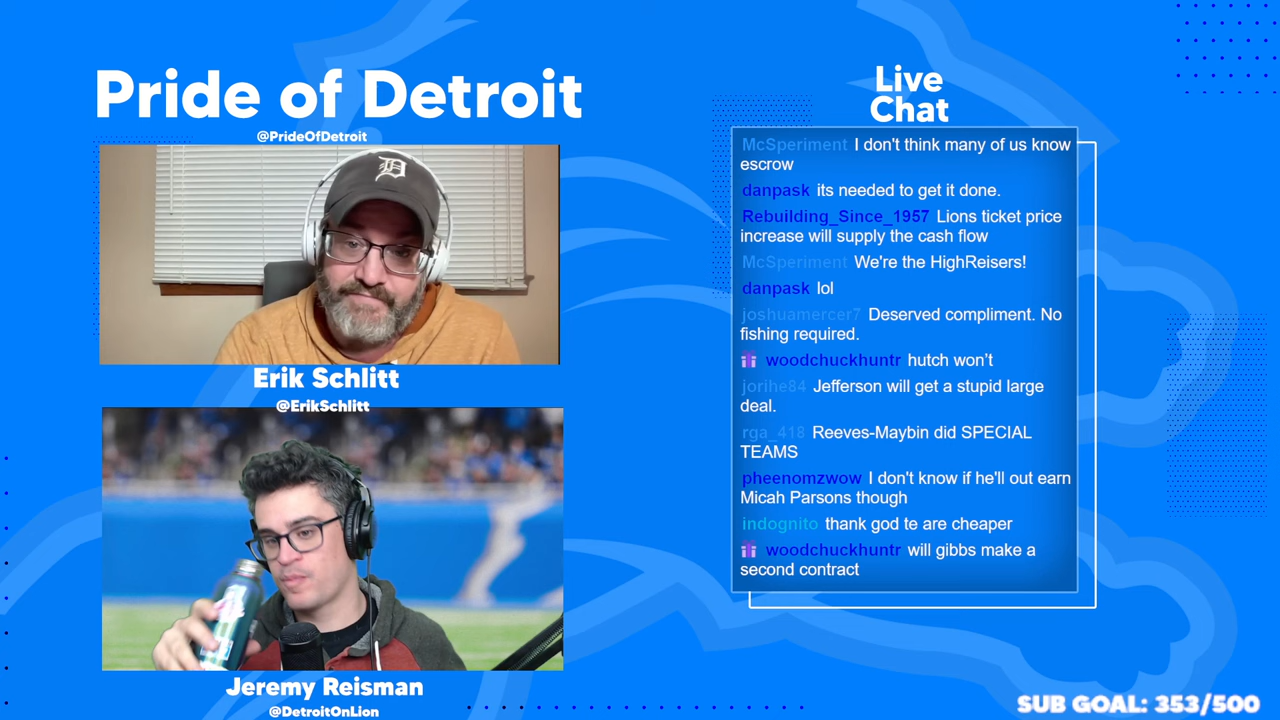 Pride of Detroit
@PrideOfDetroit
D
Erik Schlitt
@ErikSchlitt
Jeremy Reisman
@DetroitOnLion
Live
Chat
McSperiment I don't think many of us know
escrow
danpask its needed to get it done.
Rebuilding_Since_1957 Lions ticket price
increase will supply the cash flow
McSperiment We're the HighReisers!
danpask lol
joshuamercer7 Deserved compliment. No
fishing required.
woodchuckhuntr hutch won't
jorihe84 Jefferson will get a stupid large
deal.
rga_418 Reeves-Maybin did SPECIAL
TEAMS
pheenomzwow I don't know if he'll out earn
Micah Parsons though
indognito thank god te are cheaper
woodchuckhuntr will gibbs make a
second contract
SUB GOAL: 353/500